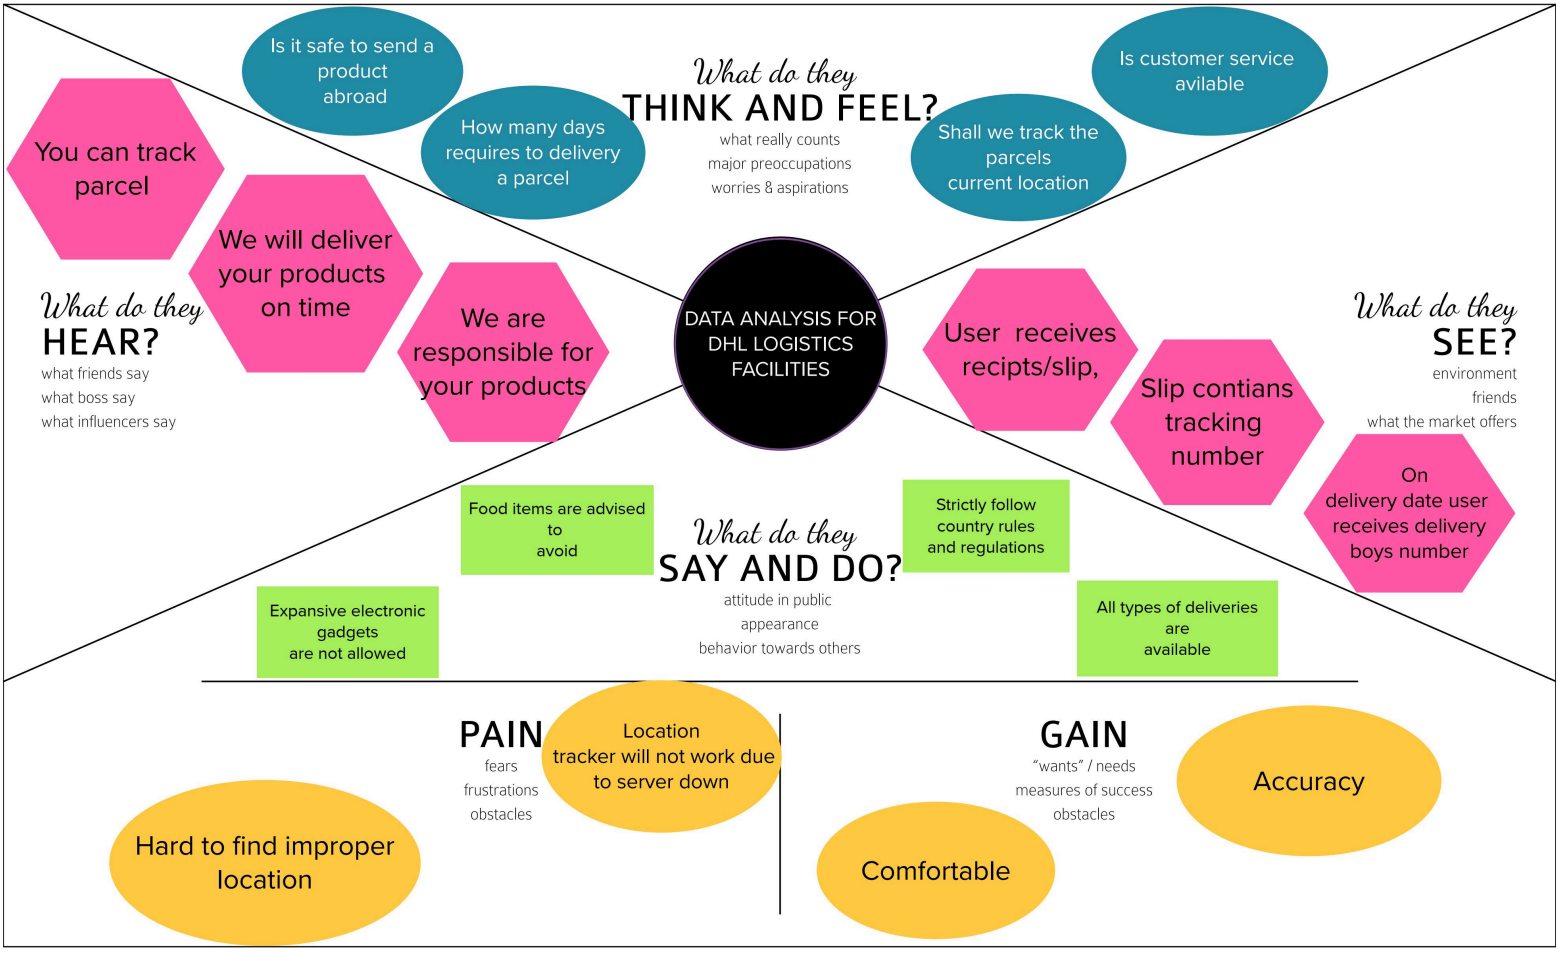 Is it safe to send a
product
abroad
How many days
requires to delivery
a parcel
What do they
THINK AND FEEL?
what really counts
major preoccupations
worries & aspirations
Shall we track the
parcels
current location
Is customer service
avilable
You can track
parcel
We will deliver
your products
on time
We are
responsible for
your products
What do they
HEAR?
what friends say
what boss say
what influencers say
DATA ANALYSIS FOR
DHL LOGISTICS
FACILITIES
User receives
recipts/slip,
Slip contians
tracking
number
On
delivery date user
receives delivery
boys number
What do they
SEE?
environment
friends
what the market offers
Food items are advised
to
avoid
Expansive electronic
gadgets
are not allowed
What do they
SAY AND DO?
attitude in public
appearance
behavior towards others
Strictly follow
country rules
and regulations
All types of deliveries
are
available
PAIN
fears
frustrations
obstacles
Location
tracker will not work due
to server down
Hard to find improper
location
GAIN
“wants” / needs
measures of success
obstacles
Comfortable
Accuracy